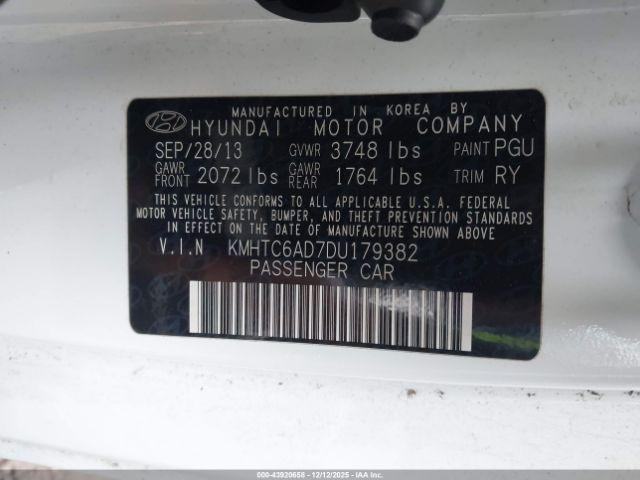 MANUFACTURED IN KOREA BY
HYUNDAI MOTOR COMPANY
SEP/28/13 GVWR 3748 lbs PAINT PGU
GAWR FRONT 2072 lbs GAWR REAR 1764 lbs TRIM RY
THIS VEHICLE CONFORMS TO ALL APPLICABLE U.S.A. FEDERAL
MOTOR VEHICLE SAFETY, BUMPER, AND THEFT PREVENTION STANDARDS
IN EFFECT ON THE DATE OF MANUFACTURE SHOWN ABOVE.
V.I.N KMHTC6AD7DU179382
PASSENGER CAR
000-43920658 - 12/12/2025 - IAAI.COM